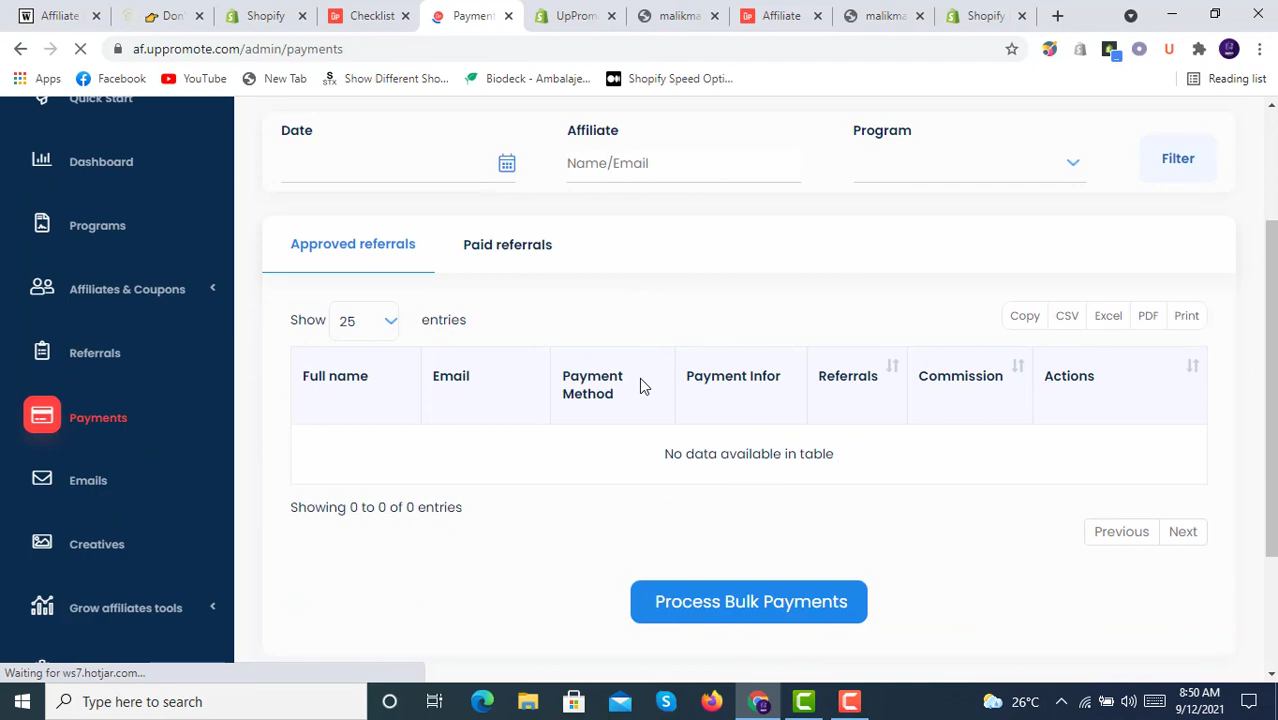 Affiliate
Don'
Shopify
Checklist
Payment
UpProm
malikma
Affiliate
malikma
Shopify
af.uppromote.com/admin/payments
Apps
Facebook
YouTube
New Tab
Show Different Sho...
Biodeck - Ambalaje...
Shopify Speed Opti...
Reading list
Quick Start
Dashboard
Programs
Affiliates & Coupons
Referrals
Payments
Emails
Creatives
Grow affiliates tools
Date
Affiliate
Program
Name/Email
Filter
Approved referrals
Paid referrals
Show 25 entries
Copy CSV Excel PDF Print
Full name
Email
Payment Method
Payment Infor
Referrals
Commission
Actions
No data available in table
Showing 0 to 0 of 0 entries
Previous Next
Process Bulk Payments
Waiting for ws7.hotjar.com...
Type here to search
26°C
8:50 AM
9/12/2021